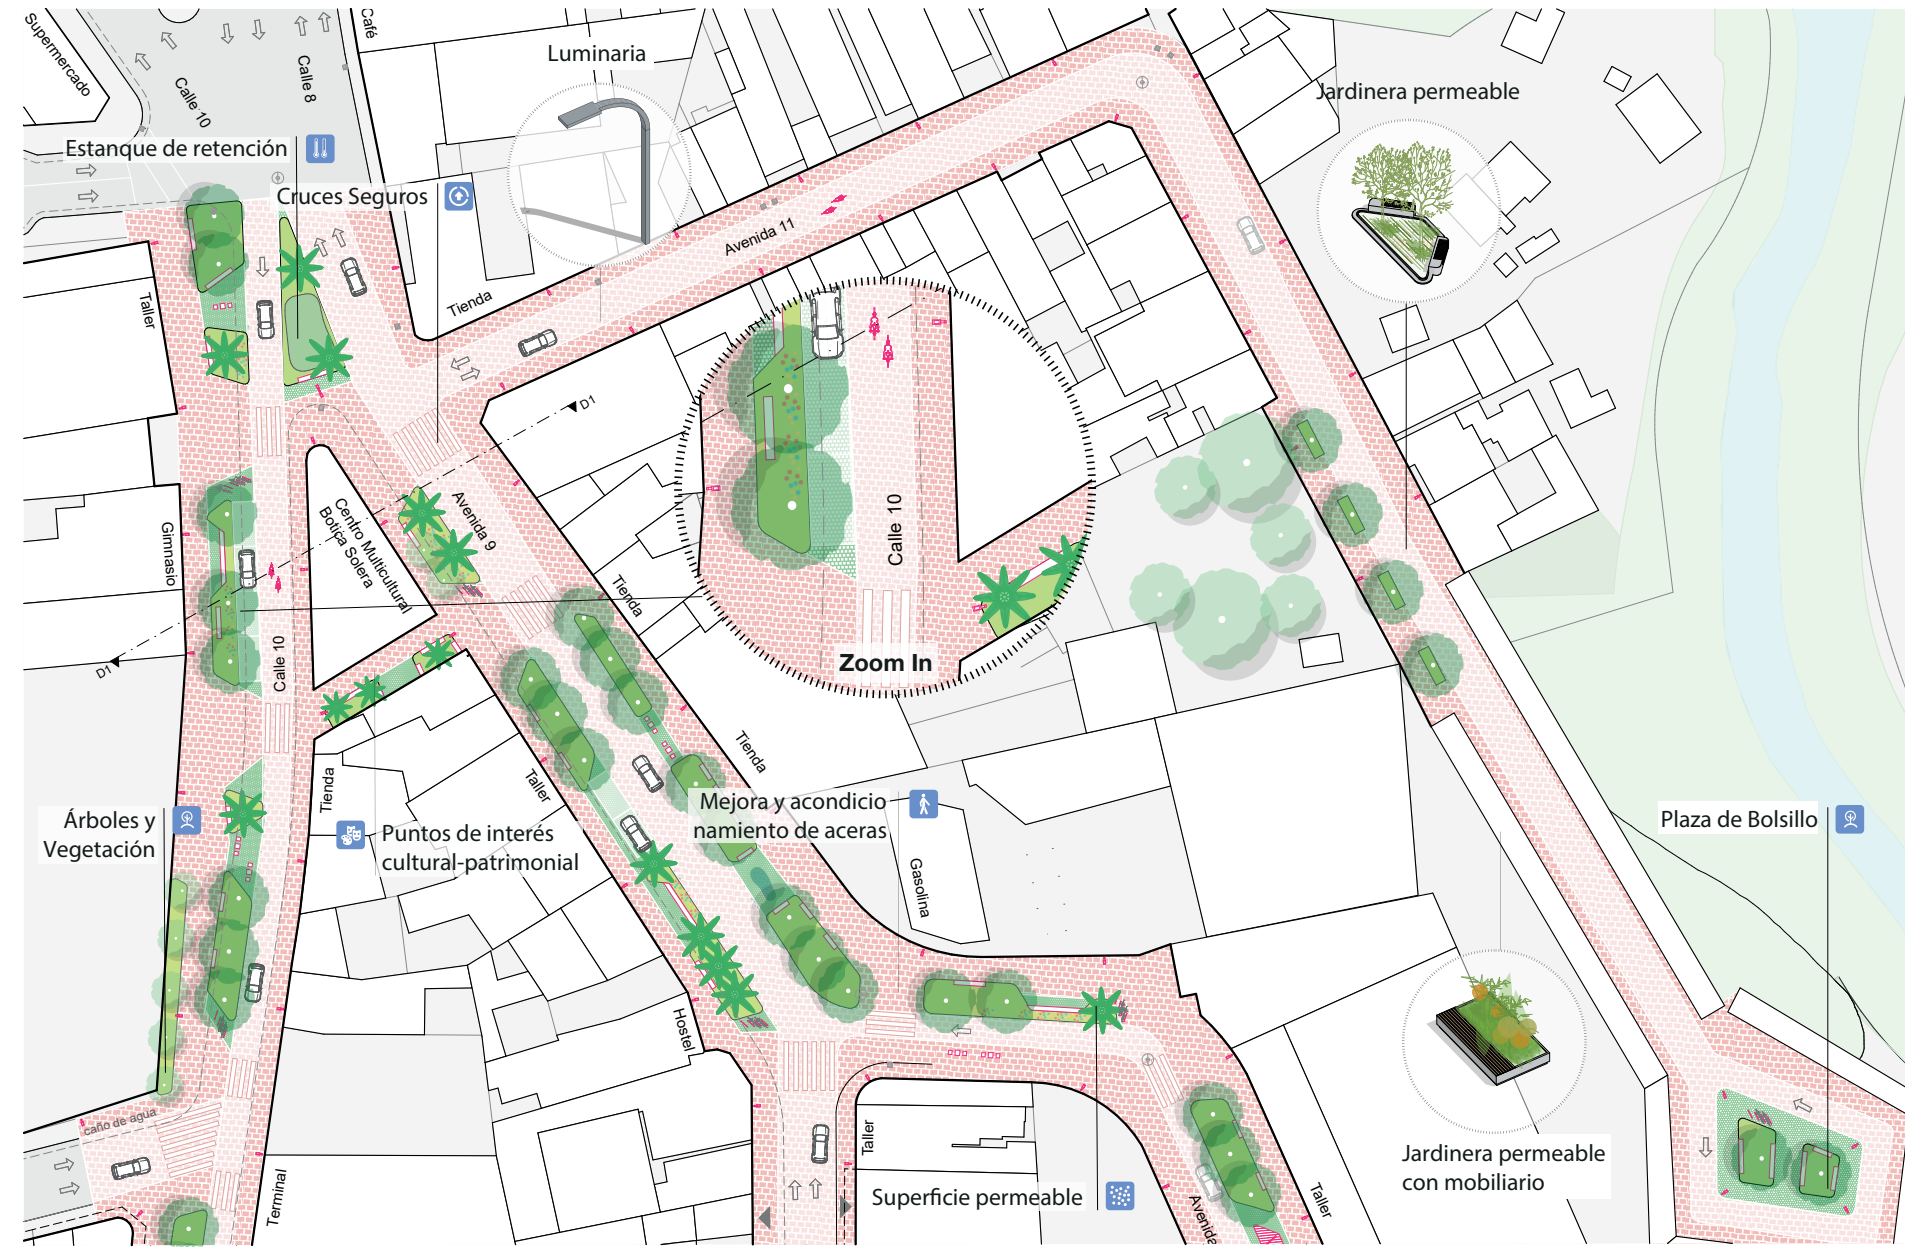 Supermercado
Calle 10
Calle 8
Café
Luminaria
Jardinera permeable
Estanque de retención
Cruces Seguros
Avenida 11
Taller
Tienda
D1
Avenida 9
Centro Multicultural
Botica Solera
Gimnasio
Calle 10
Tienda
D1
Calle 10
Zoom In
Tienda
Taller
Tienda
Árboles y
Vegetación
Puntos de interés
cultural-patrimonial
Mejora y acondicio
namiento de aceras
Gasolina
Plaza de Bolsillo
Hostel
caño de agua
Terminal
Taller
Superficie permeable
Avenida
Taller
Jardinera permeable
con mobiliario